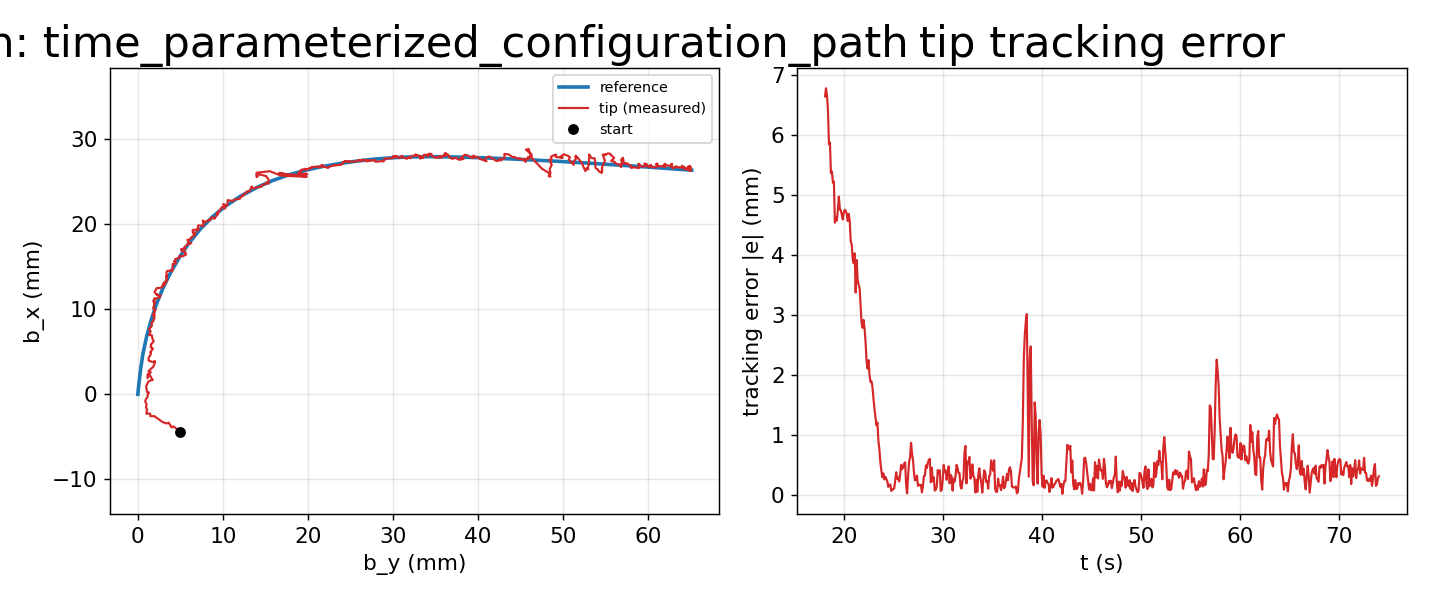 n: time_parameterized_configuration_path tip tracking error
30
20
10
0
−10
0 10 20 30 40 50 60
b_x (mm)
b_y (mm)
reference
tip (measured)
start
7
6
5
4
3
2
1
0
20 30 40 50 60 70
tracking error |e| (mm)
t (s)